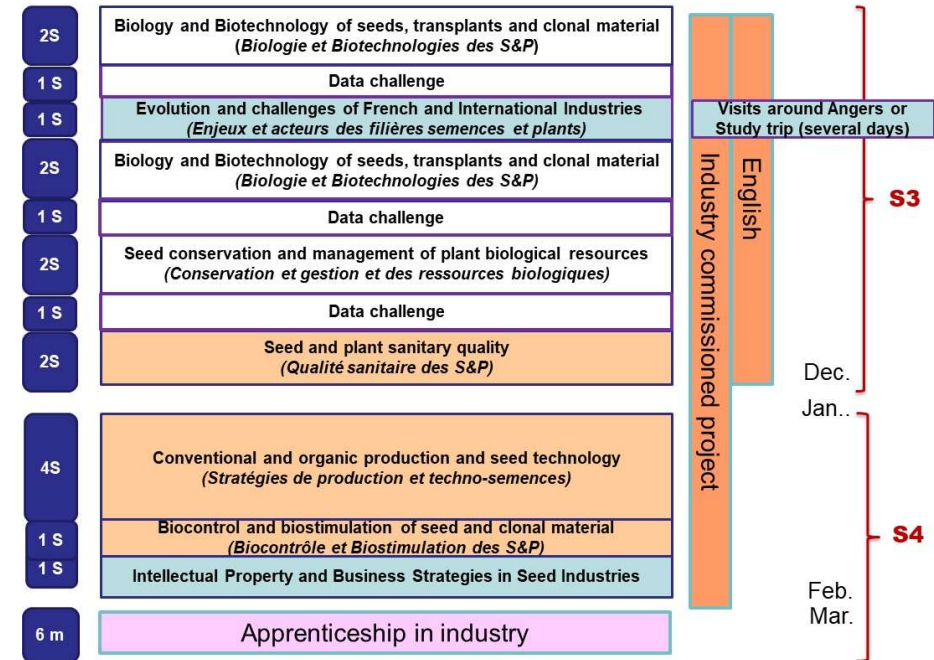 2S
Biology and Biotechnology of seeds, transplants and clonal material
(Biologie et Biotechnologies des S&P)
1 S
Data challenge
1 S
Evolution and challenges of French and International Industries
(Enjeux et acteurs des filières semences et plants)
Visits around Angers or
Study trip (several days)
2S
Biology and Biotechnology of seeds, transplants and clonal material
(Biologie et Biotechnologies des S&P)
1 S
Data challenge
2S
Seed conservation and management of plant biological resources
(Conservation et gestion et des ressources biologiques)
1 S
Data challenge
2S
Seed and plant sanitary quality
(Qualité sanitaire des S&P)
Industry commissioned project
English
S3
Dec.
Jan..
4S
Conventional and organic production and seed technology
(Stratégies de production et techno-semences)
1 S
Biocontrol and biostimulation of seed and clonal material
(Biocontrôle et Biostimulation des S&P)
1 S
Intellectual Property and Business Strategies in Seed Industries
S4
Feb.
Mar.
6 m
Apprenticeship in industry